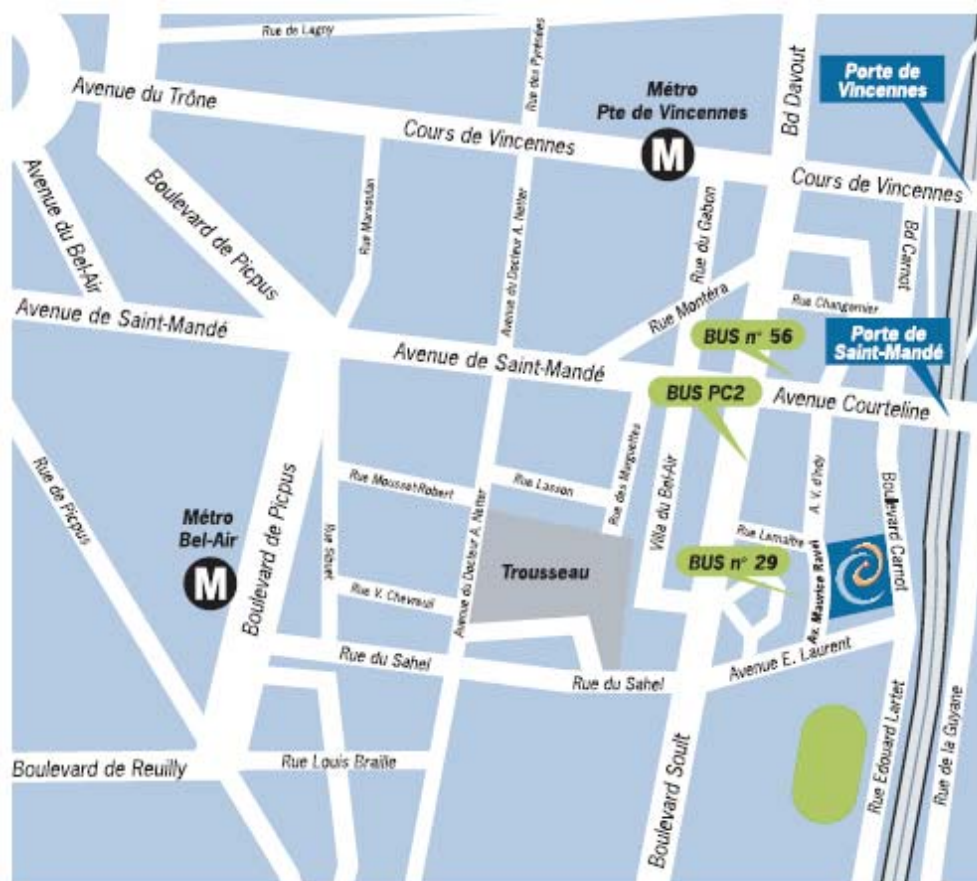 Rue de Lagny
Avenue du Trône
Rue des Pyrénées
Métro
Pte de Vincennes
M
Bd Davout
Porte de
Vincennes
Cours de Vincennes
Cours de Vincennes
Avenue du Bel-Air
Boulevard de Picpus
Rue Marsoulan
Avenue du Docteur A. Netter
Rue du Gabon
Bd Carnot
Avenue de Saint-Mandé
Rue Montéra
Rue Changarnier
BUS n° 56
Porte de
Saint-Mandé
Avenue de Saint-Mandé
BUS PC2
Avenue Courteline
Rue de Picpus
Métro
Bel-Air
M
Boulevard de Picpus
Rue Sibuet
Rue Mousset-Robert
Avenue du Docteur A. Netter
Rue Lasson
Rue des Marguettes
Villa du Bel-Air
A. V. d'Indy
Boulevard Carnot
Rue Lemaître
Trousseau
BUS n° 29
Av. Maurice Ravel
Rue V. Chevreuil
Rue du Sahel
Rue du Sahel
Avenue E. Laurent
Boulevard de Reuilly
Rue Louis Braille
Boulevard Soult
Rue Edouard Lartet
Rue de la Guyane